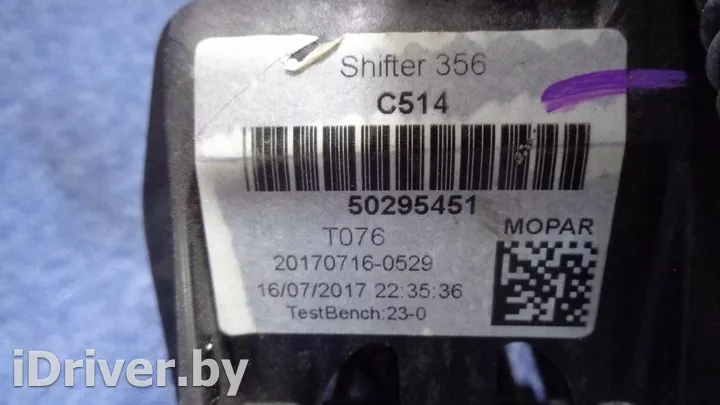 Shifter 356
C514
50295451
MOPAR
T076
20170716-0529
16/07/2017 22:35:36
TestBench:23-0
iDriver.by